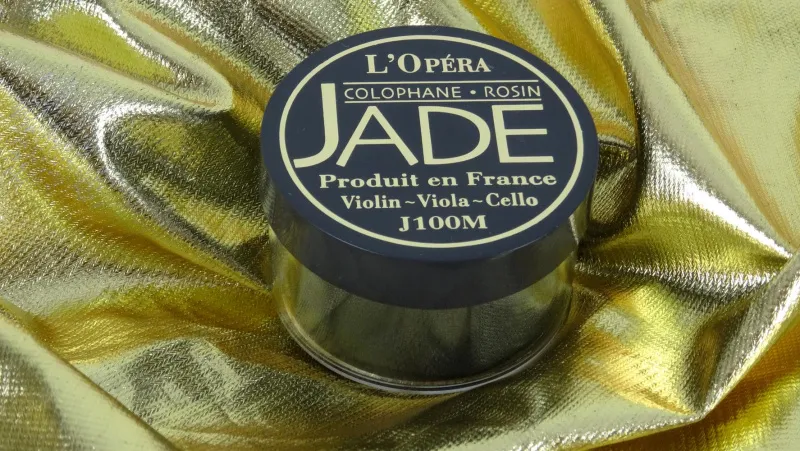 L'OPÉRA
COLOPHANE • ROSIN
JADE
Produit en France
Violin~Viola~Cello
J100M